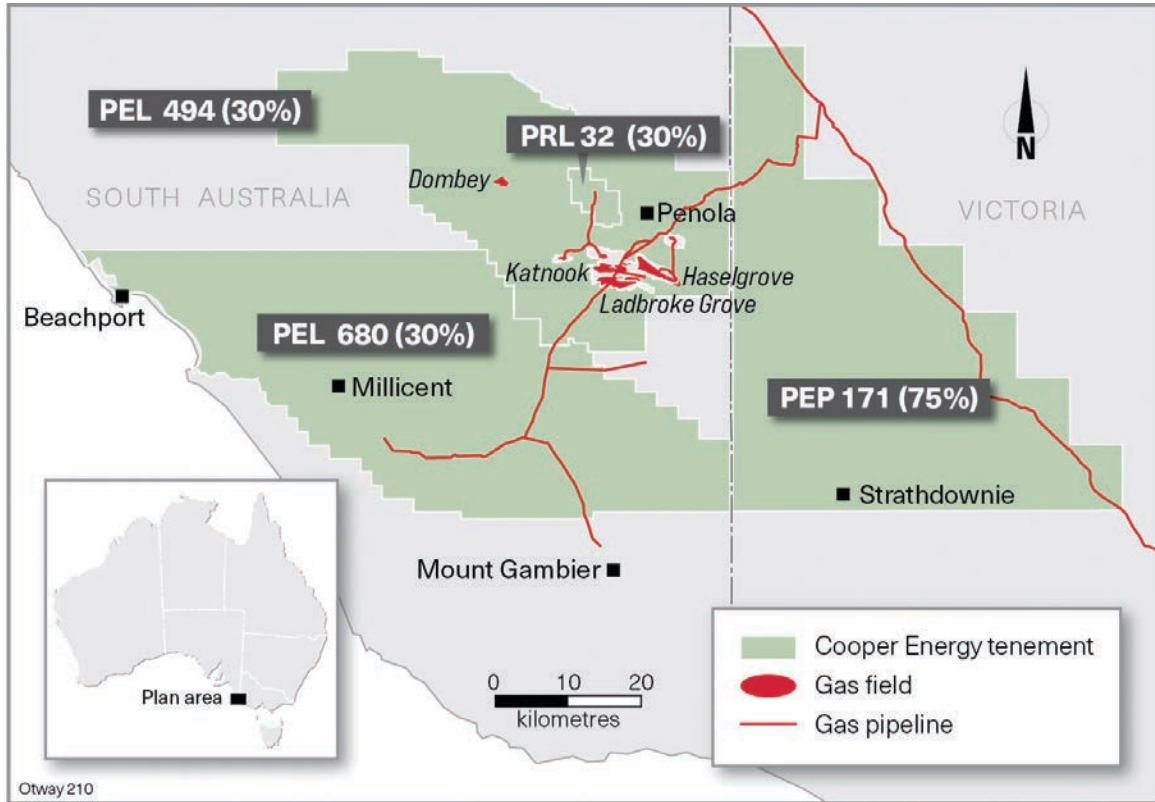 PEL 494 (30%)
PRL 32 (30%)
N
Dombey
SOUTH AUSTRALIA
Penola
VICTORIA
Katnook
Haselgrove
Ladbroke Grove
Beachport
PEL 680 (30%)
Millicent
PEP 171 (75%)
Strathdownie
Mount Gambier
Plan area
0 10 20
kilometres
Cooper Energy tenement
Gas field
Gas pipeline
Otway 210